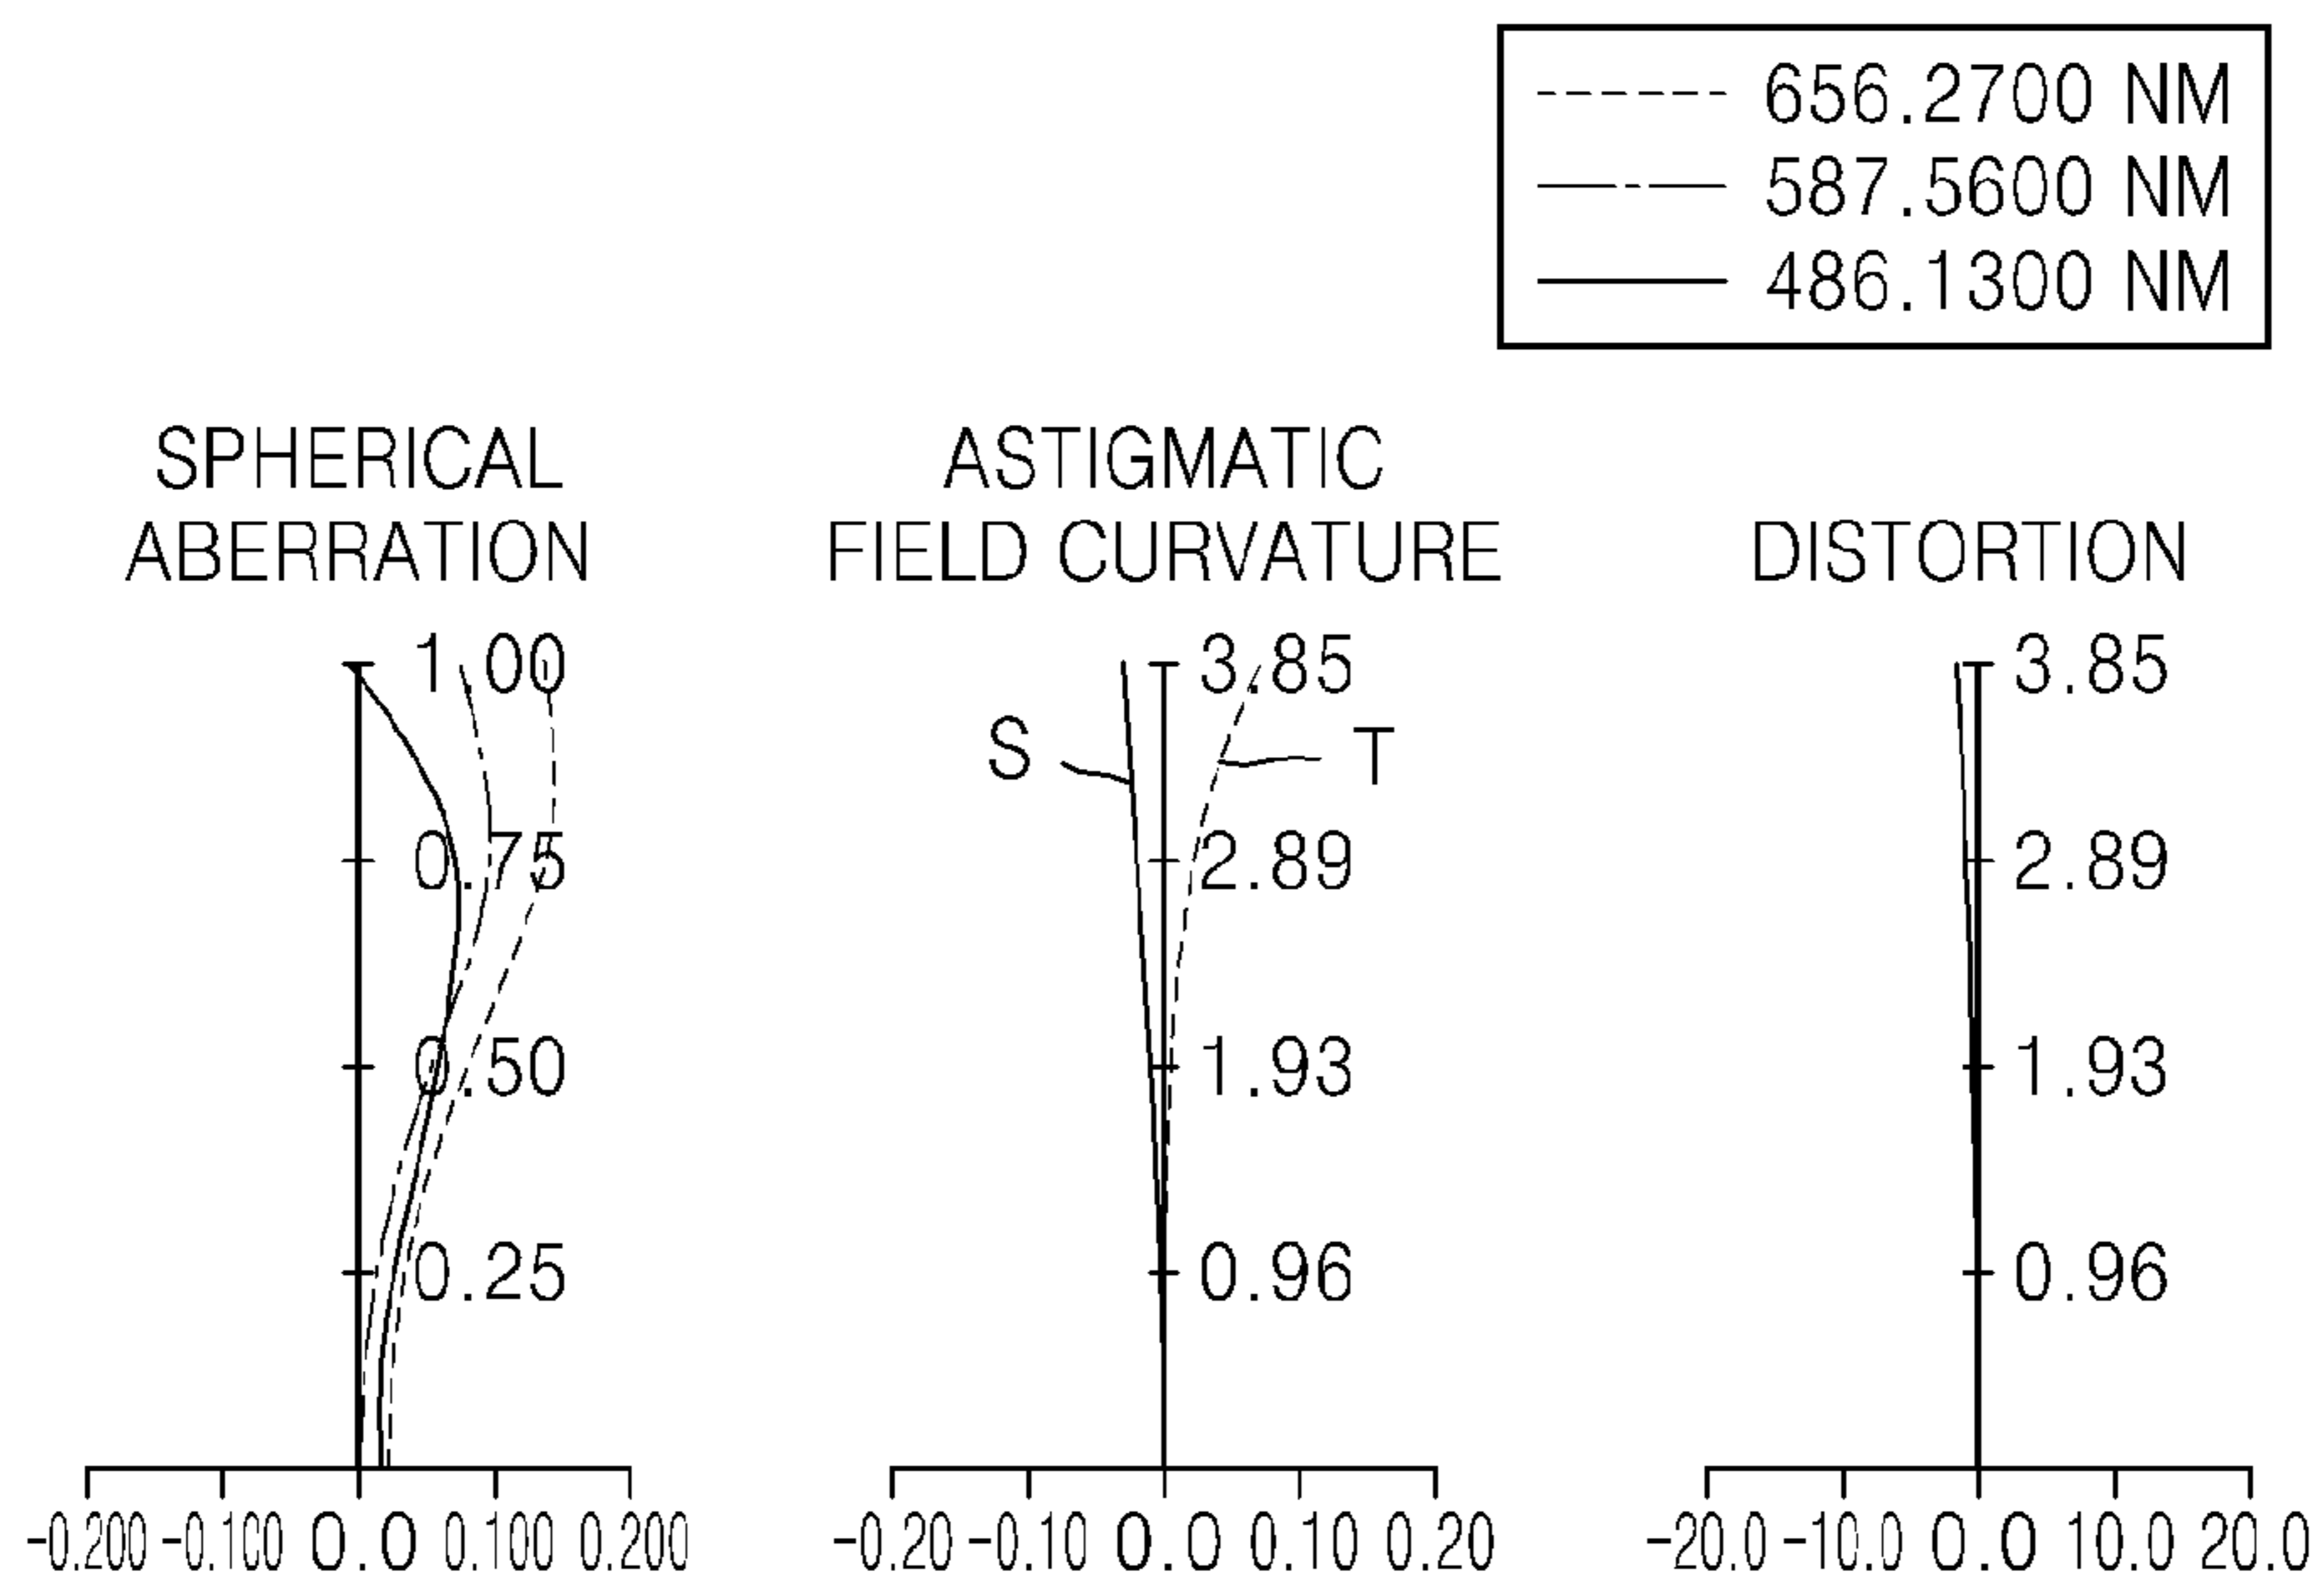 656.2700 NM
587.5600 NM
486.1300 NM
SPHERICAL
ABERRATION
1.00
0.75
0.50
0.25
-0.200 -0.100 0.0 0.100 0.200
ASTIGMATIC
FIELD CURVATURE
3.85
S T
2.89
1.93
0.96
-0.20 -0.10 0.0 0.10 0.20
DISTORTION
3.85
2.89
1.93
0.96
-20.0 -10.0 0.0 10.0 20.0